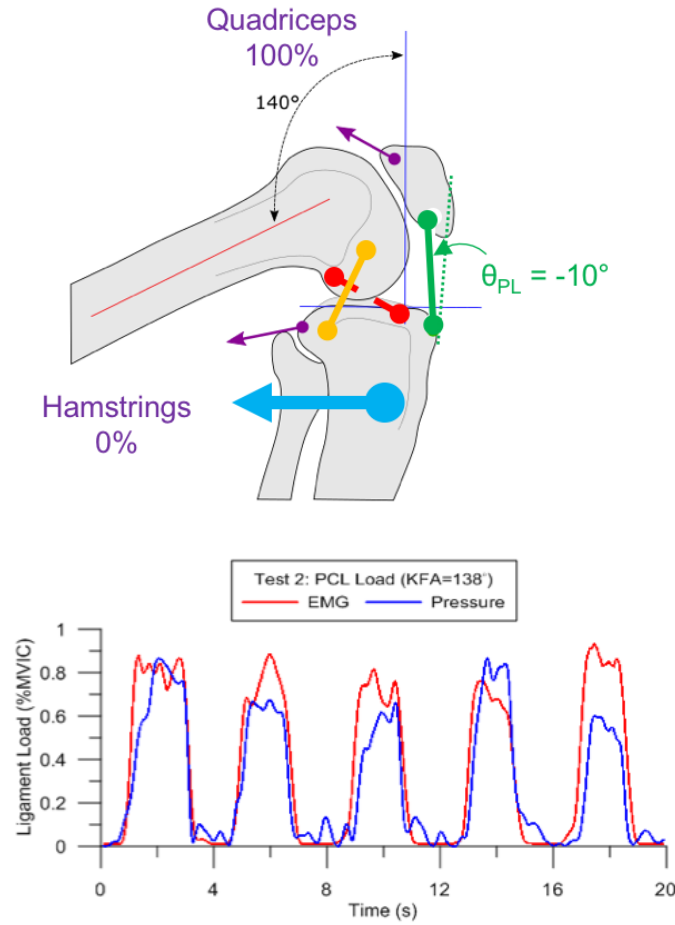 Quadriceps
100%
140°
θPL = -10°
Hamstrings
0%
Test 2: PCL Load (KFA=138°)
EMG Pressure
Ligament Load (%MVIC)
1
0.8
0.6
0.4
0.2
0
0 4 8 12 16 20
Time (s)